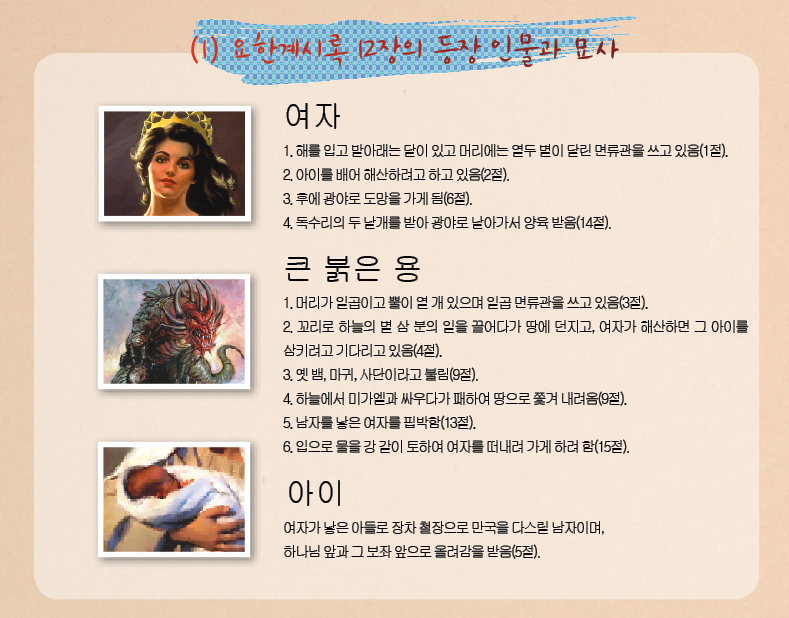 (1) 요한계시록 12장의 등장 인물과 묘사
여자
1. 해를 입고 발아래는 달이 있고 머리에는 열두 별이 달린 면류관을 쓰고 있음(1절).
2. 아이를 배어 해산하려고 하고 있음(2절).
3. 후에 광야로 도망을 가게 됨(6절).
4. 독수리의 두 날개를 받아 광야로 날아가서 양육 받음(14절).
큰 붉은 용
1. 머리가 일곱이고 뿔이 열 개 있으며 일곱 면류관을 쓰고 있음(3절).
2. 꼬리로 하늘의 별 삼 분의 일을 끌어다가 땅에 던지고, 여자가 해산하면 그 아이를
삼키려고 기다리고 있음(4절).
3. 옛 뱀, 마귀, 사단이라고 불림(9절).
4. 하늘에서 미가엘과 싸우다가 패하여 땅으로 쫓겨 내려옴(9절).
5. 남자를 낳은 여자를 핍박함(13절).
6. 입으로 물을 강 같이 토하여 여자를 떠내려 가게 하려 함(15절).
아이
여자가 낳은 아들로 장차 철장으로 만국을 다스릴 남자이며,
하나님 앞과 그 보좌 앞으로 올려감을 받음(5절).